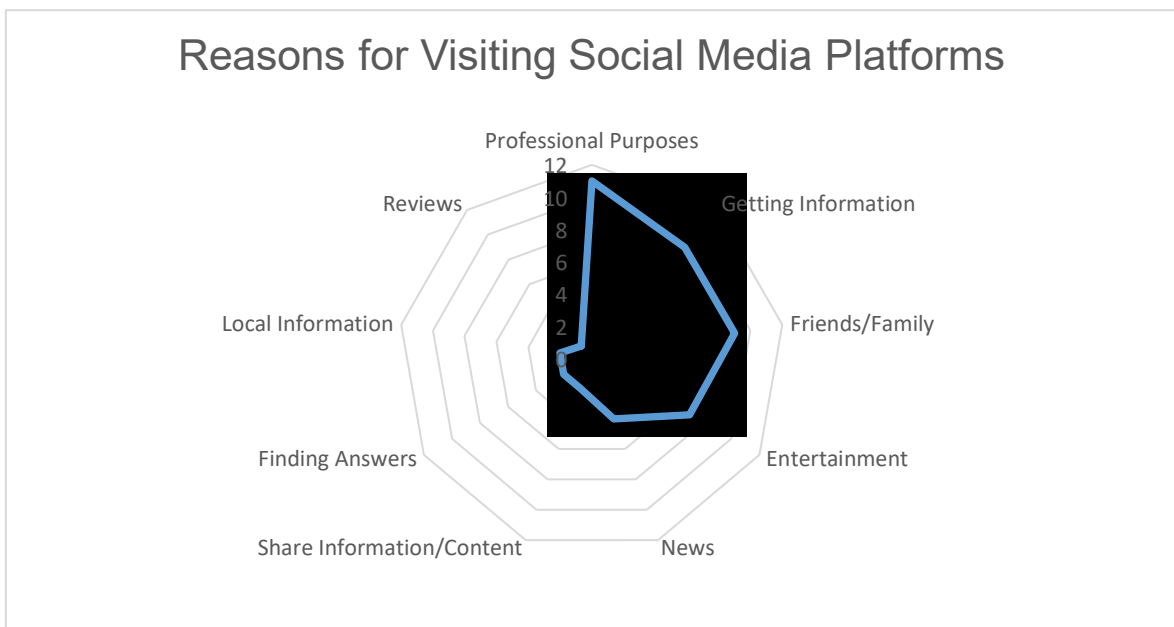 Reasons for Visiting Social Media Platforms
Professional Purposes
12
10
8
6
4
2
0
Getting Information
Friends/Family
Entertainment
News
Share Information/Content
Finding Answers
Local Information
Reviews